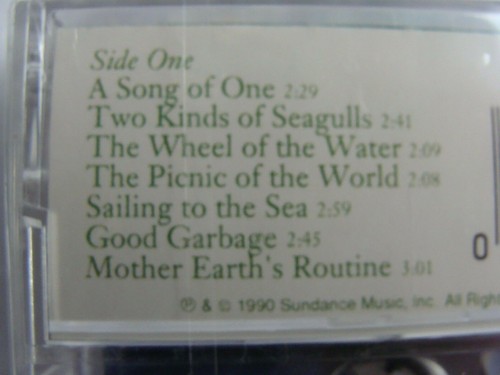 Side One
A Song of One 2:29
Two Kinds of Seagulls 2:41
The Wheel of the Water 2:09
The Picnic of the World 2:08
Sailing to the Sea 2:59
Good Garbage 2:45
Mother Earth's Routine 3:01
0
℗ & © 1990 Sundance Music, Inc. All Righ